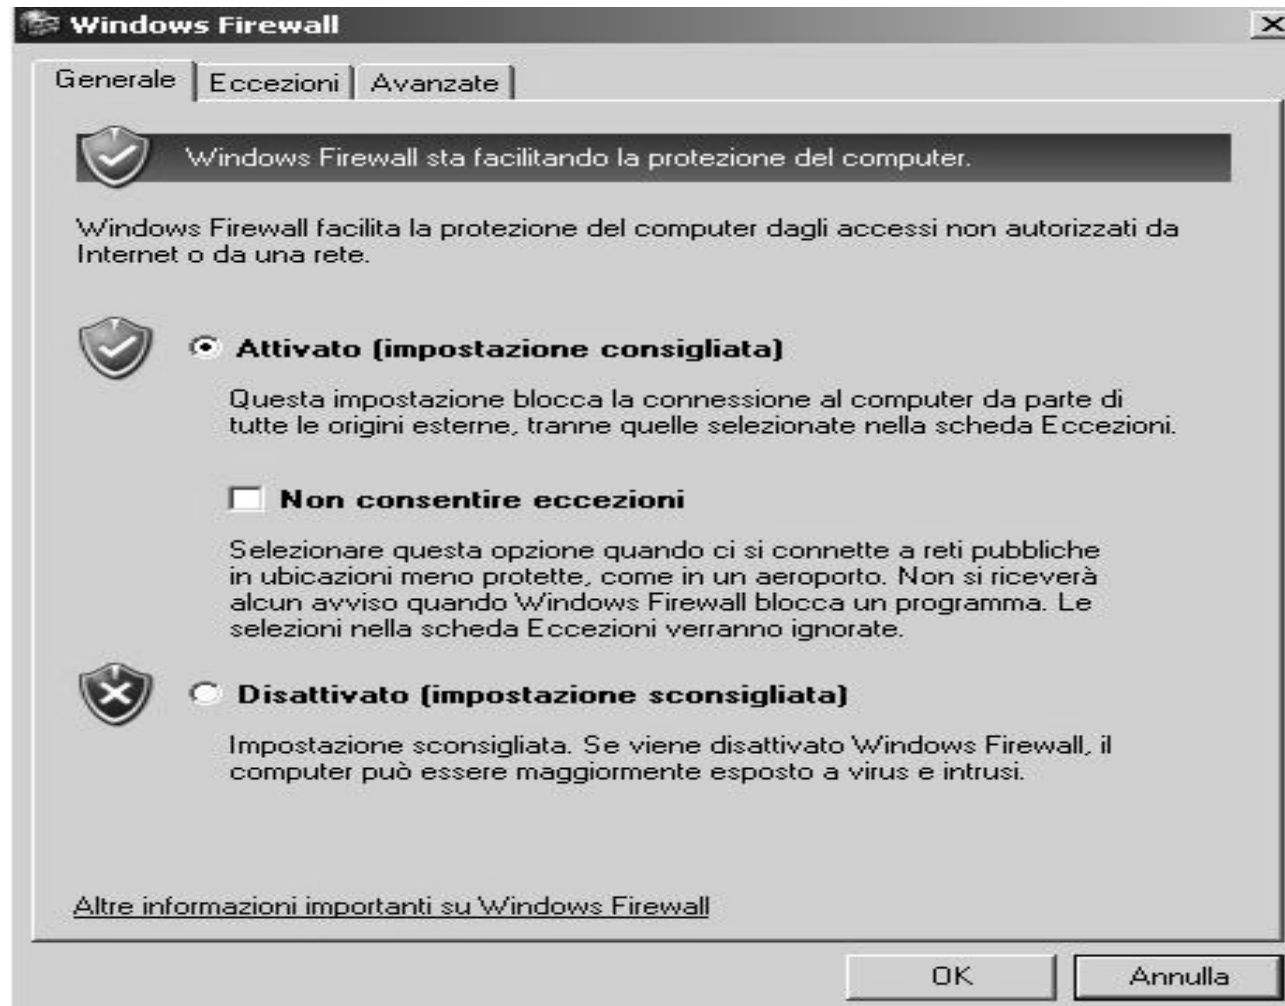 Windows Firewall
Generale Eccezioni Avanzate
Windows Firewall sta facilitando la protezione del computer.
Windows Firewall facilita la protezione del computer dagli accessi non autorizzati da
Internet o da una rete.
Attivato (impostazione consigliata)
Questa impostazione blocca la connessione al computer da parte di
tutte le origini esterne, tranne quelle selezionate nella scheda Eccezioni.
Non consentire eccezioni
Selezionare questa opzione quando ci si connette a reti pubbliche
in ubicazioni meno protette, come in un aeroporto. Non si riceverà
alcun avviso quando Windows Firewall blocca un programma. Le
selezioni nella scheda Eccezioni verranno ignorate.
Disattivato (impostazione sconsigliata)
Impostazione sconsigliata. Se viene disattivato Windows Firewall, il
computer può essere maggiormente esposto a virus e intrusi.
Altre informazioni importanti su Windows Firewall
OK Annulla